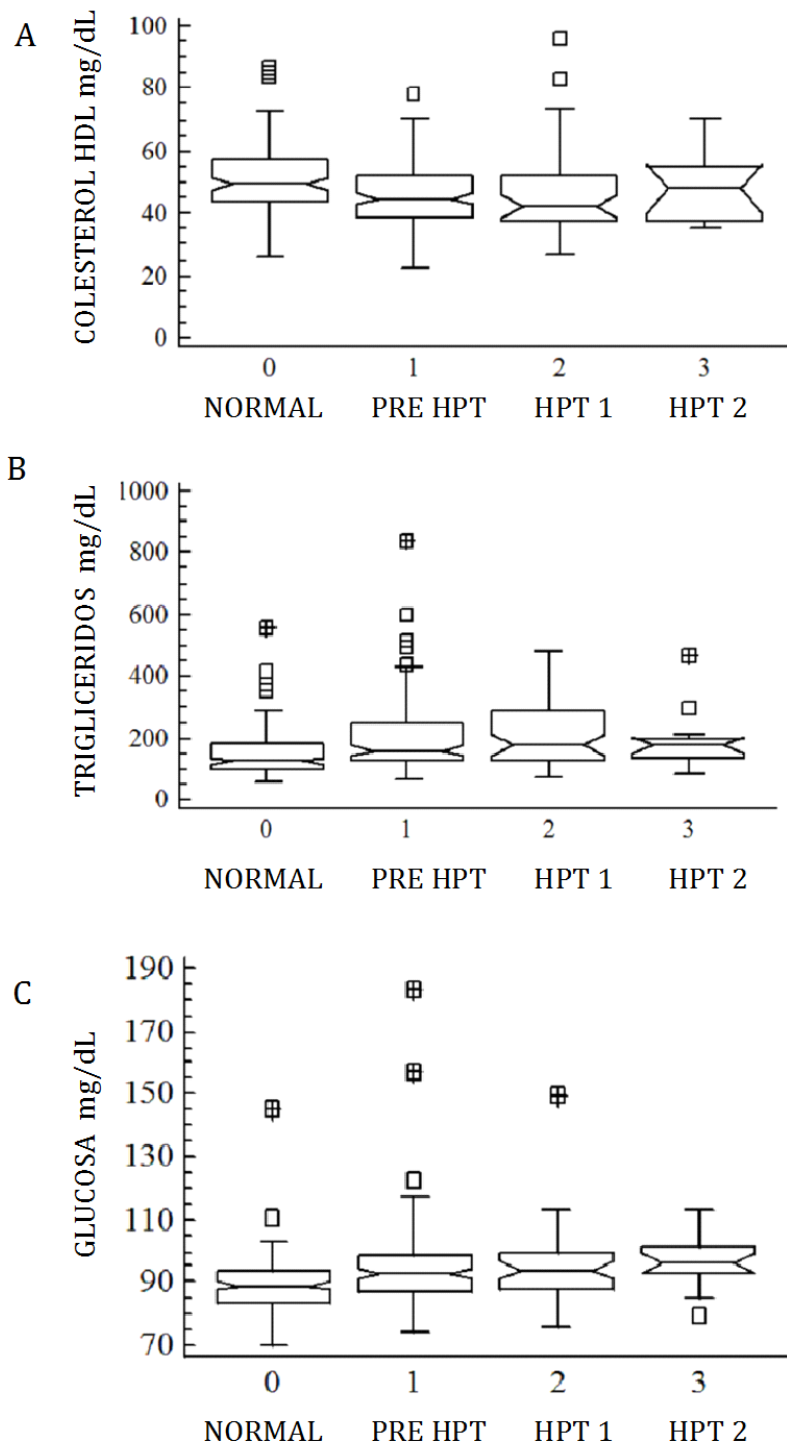 A
COLESTEROL HDL mg/dL
100
80
60
40
20
0
0 1 2 3
NORMAL PRE HPT HPT 1 HPT 2
B
TRIGLICERIDOS mg/dL
1000
800
600
400
200
0
0 1 2 3
NORMAL PRE HPT HPT 1 HPT 2
C
GLUCOSA mg/dL
190
170
150
130
110
90
70
0 1 2 3
NORMAL PRE HPT HPT 1 HPT 2